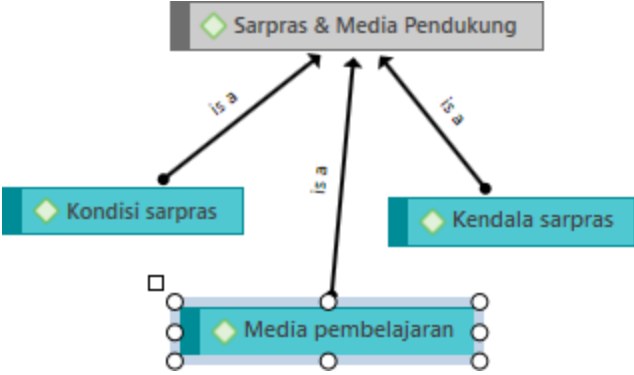 Sarpras & Media Pendukung
is a
is a
is a
Kondisi sarpras
Kendala sarpras
Media pembelajaran